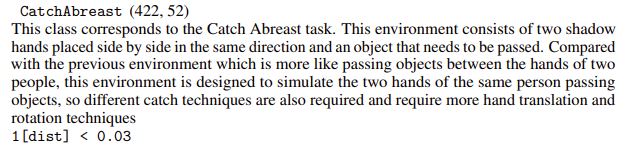 CatchAbreast (422, 52)
This class corresponds to the Catch Abreast task. This environment consists of two shadow
hands placed side by side in the same direction and an object that needs to be passed. Compared
with the previous environment which is more like passing objects between the hands of two
people, this environment is designed to simulate the two hands of the same person passing
objects, so different catch techniques are also required and require more hand translation and
rotation techniques
1[dist] < 0.03